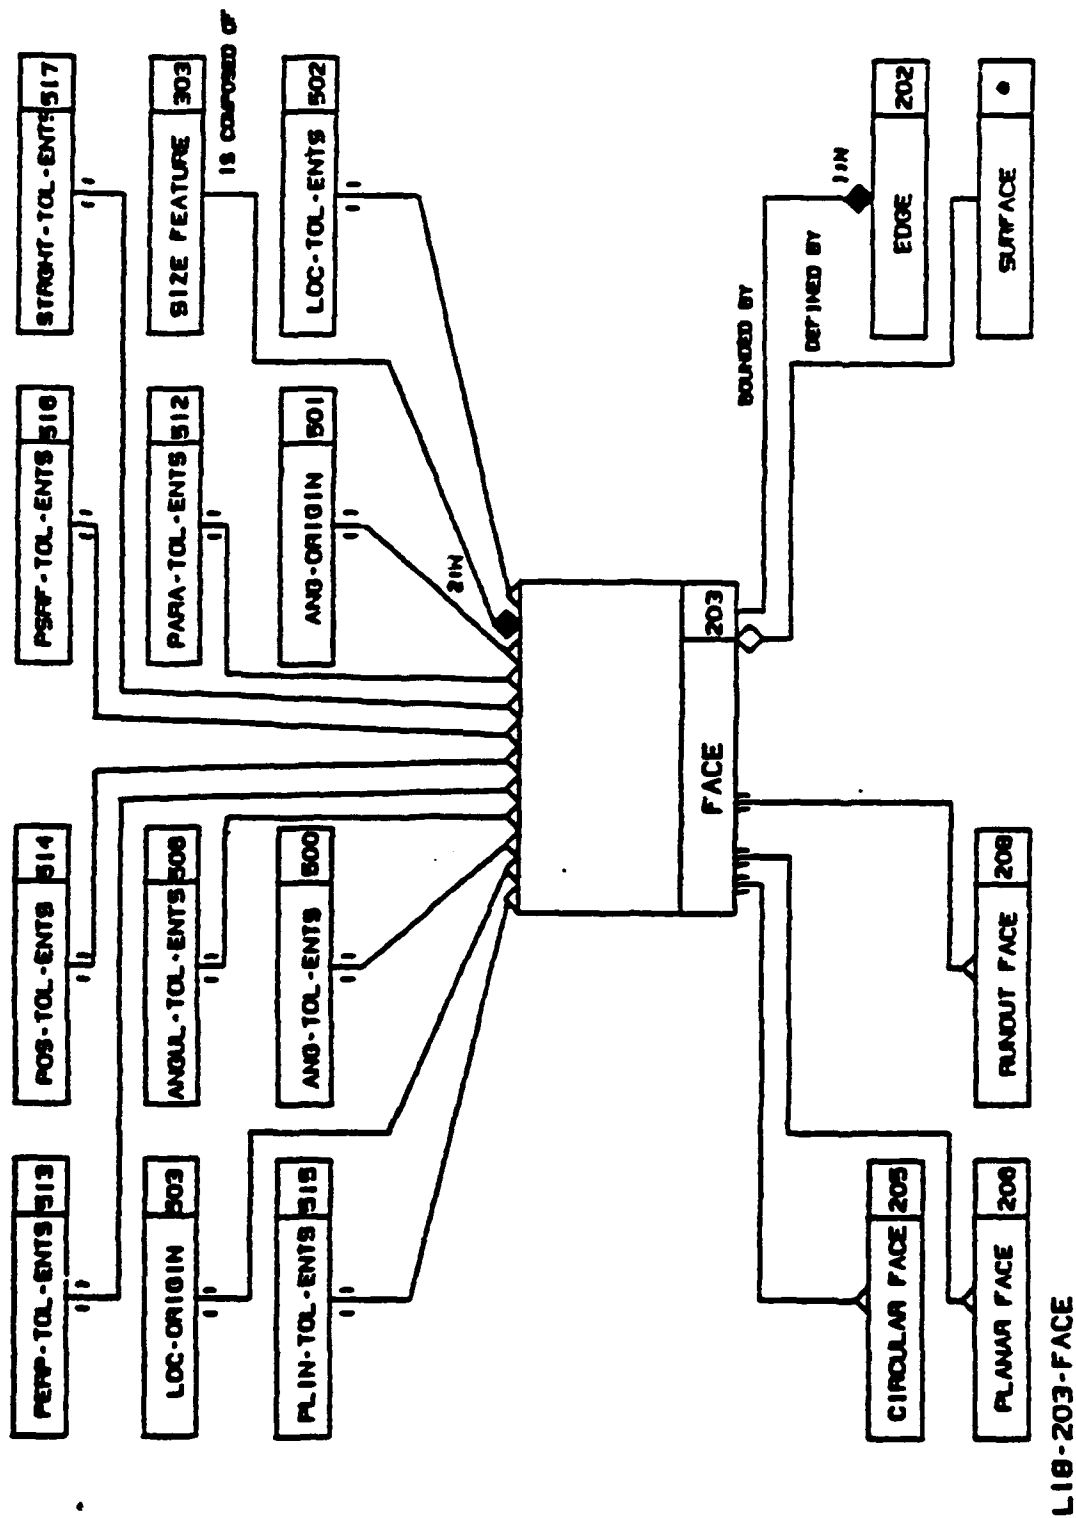 PERP-TOL-ENTS 513
POS-TOL-ENTS 514
PSRF-TOL-ENTS 516
STRGHT-TOL-ENTS 517
LOC-ORIGIN 503
ANGUL-TOL-ENTS 508
PARA-TOL-ENTS 512
SIZE FEATURE 303
IS COMPOSED OF
PLIN-TOL-ENTS 515
ANG-TOL-ENTS 500
ANG-ORIGIN 501
LOC-TOL-ENTS 502
2IN
FACE 203
BOUNDED BY
DEFINED BY
1IN
CIRCULAR FACE 205
EDGE 202
PLANAR FACE 206
RUNOUT FACE 208
SURFACE
L18-203-FACE